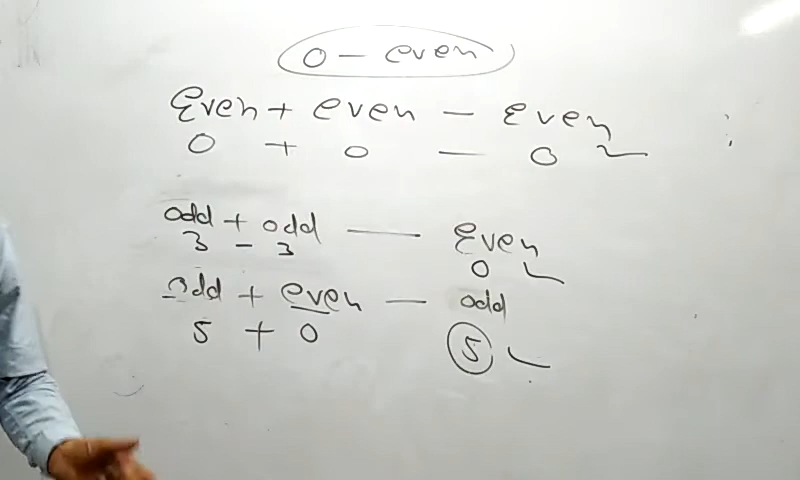 0 - even
Even + even - Even
0 + 0 - 0
odd + odd — Even
3 - 3 0
odd + even - odd
5 + 0 5